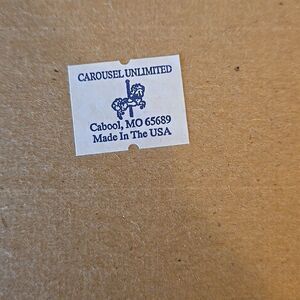 CAROUSEL UNLIMITED
Cabool, MO 65689
Made In The USA